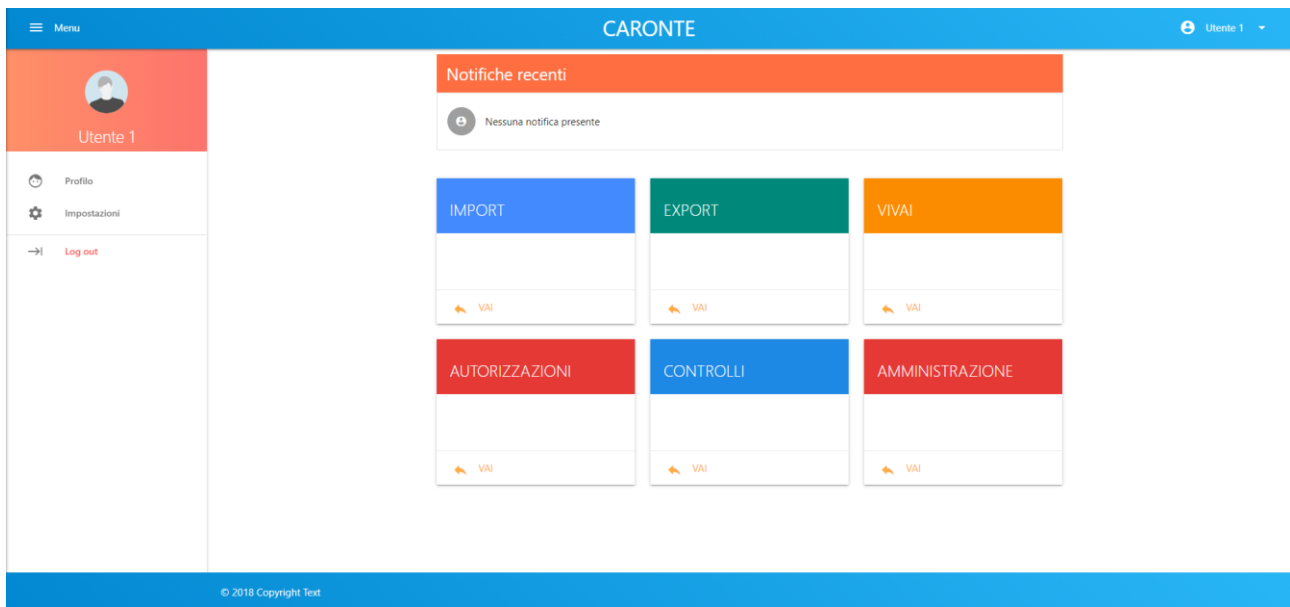 Menu
CARONTE
Utente 1
Utente 1
Profilo
Impostazioni
Log out
Notifiche recenti
Nessuna notifica presente
IMPORT
EXPORT
VIVAI
VAI
VAI
VAI
AUTORIZZAZIONI
CONTROLLI
AMMINISTRAZIONE
VAI
VAI
VAI
© 2018 Copyright Text